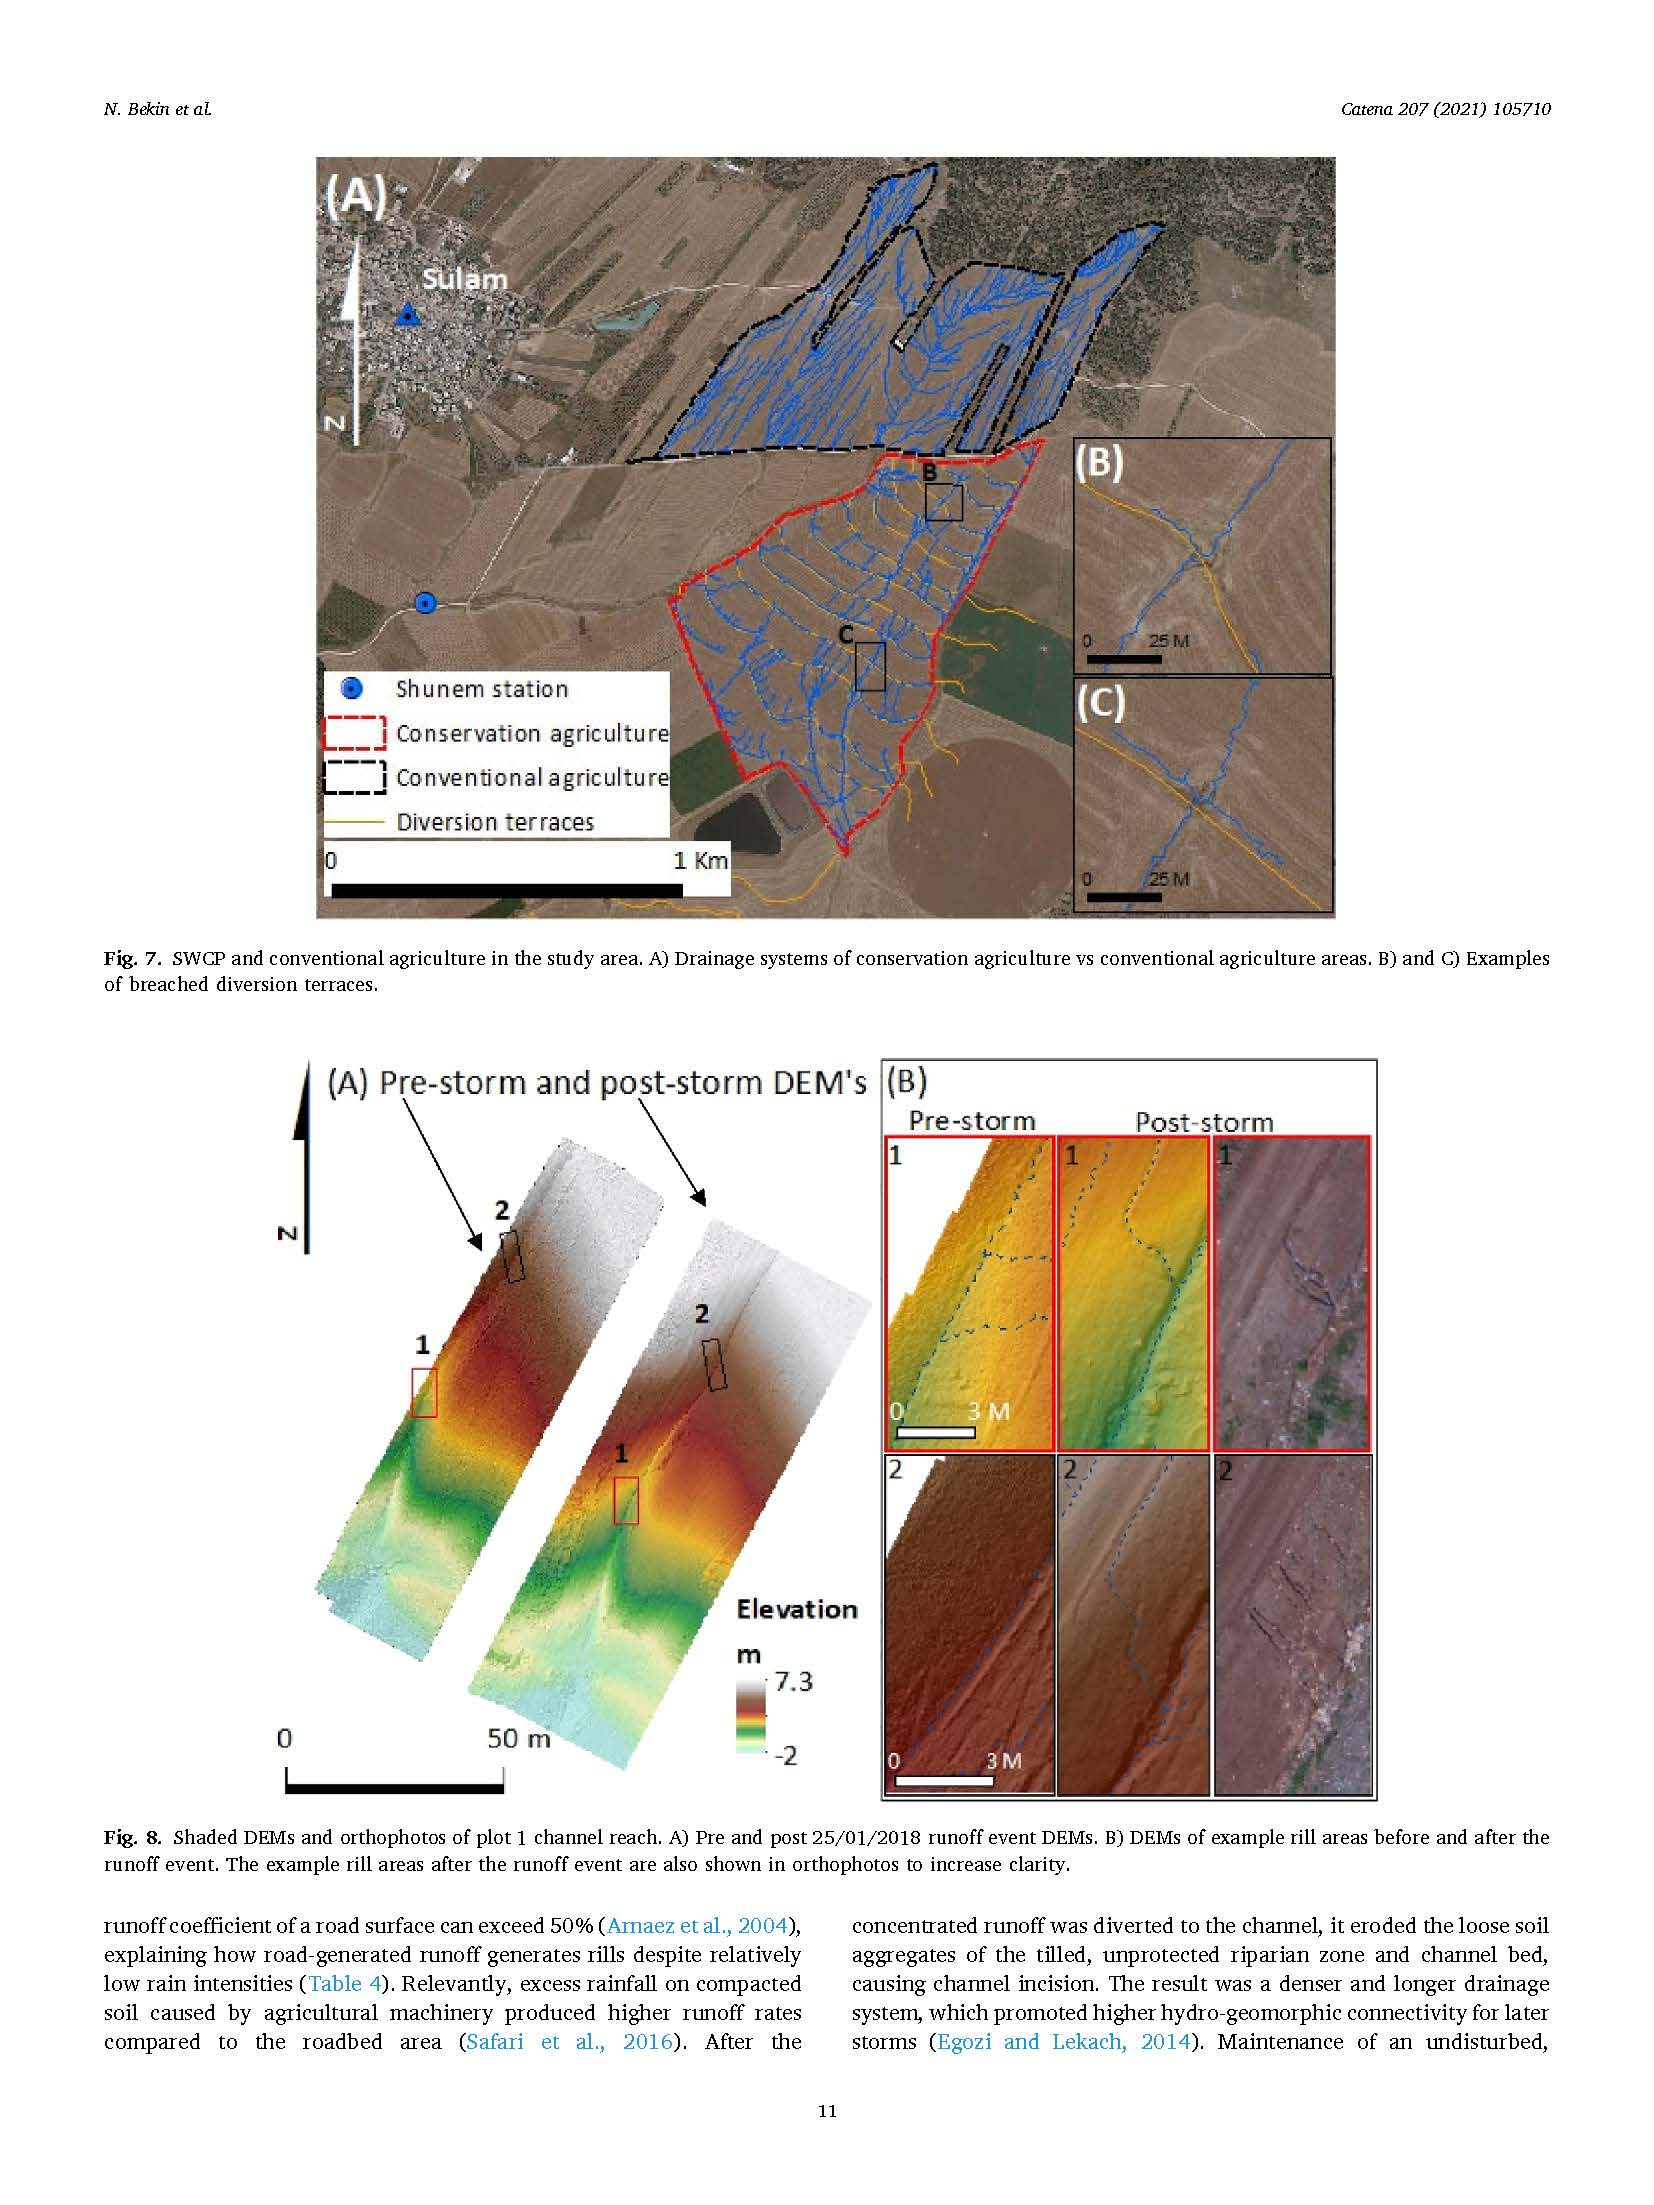 N. Bekin et al.
Catena 207 (2021) 105710
(A)
Sulam
N
B
C
(B)
0 25 M
(C)
0 25 M
Shunem station
Conservation agriculture
Conventional agriculture
Diversion terraces
0 1 Km
Fig. 7. SWCP and conventional agriculture in the study area. A) Drainage systems of conservation agriculture vs conventional agriculture areas. B) and C) Examples
of breached diversion terraces.
(A) Pre-storm and post-storm DEM's
N
2
1
2
1
Elevation
m
7.3
-2
0 50 m
(B)
Pre-storm Post-storm
1 1 1
0 3 M
2 2 2
0 3 M
Fig. 8. Shaded DEMs and orthophotos of plot 1 channel reach. A) Pre and post 25/01/2018 runoff event DEMs. B) DEMs of example rill areas before and after the
runoff event. The example rill areas after the runoff event are also shown in orthophotos to increase clarity.
runoff coefficient of a road surface can exceed 50% (Arnaez et al., 2004),
explaining how road-generated runoff generates rills despite relatively
low rain intensities (Table 4). Relevantly, excess rainfall on compacted
soil caused by agricultural machinery produced higher runoff rates
compared to the roadbed area (Safari et al., 2016). After the
concentrated runoff was diverted to the channel, it eroded the loose soil
aggregates of the tilled, unprotected riparian zone and channel bed,
causing channel incision. The result was a denser and longer drainage
system, which promoted higher hydro-geomorphic connectivity for later
storms (Egozi and Lekach, 2014). Maintenance of an undisturbed,
11